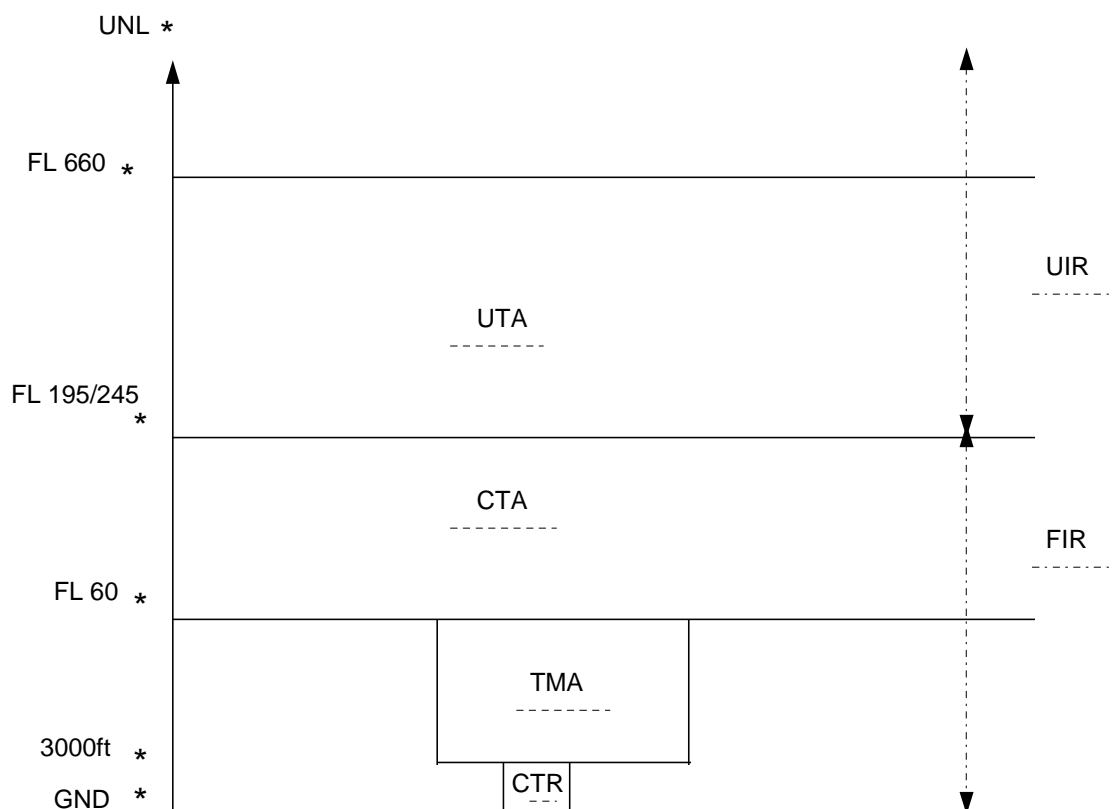 UNL *
FL 660 *
UIR
UTA
FL 195/245
*
CTA
FIR
FL 60 *
TMA
3000ft *
CTR
GND *